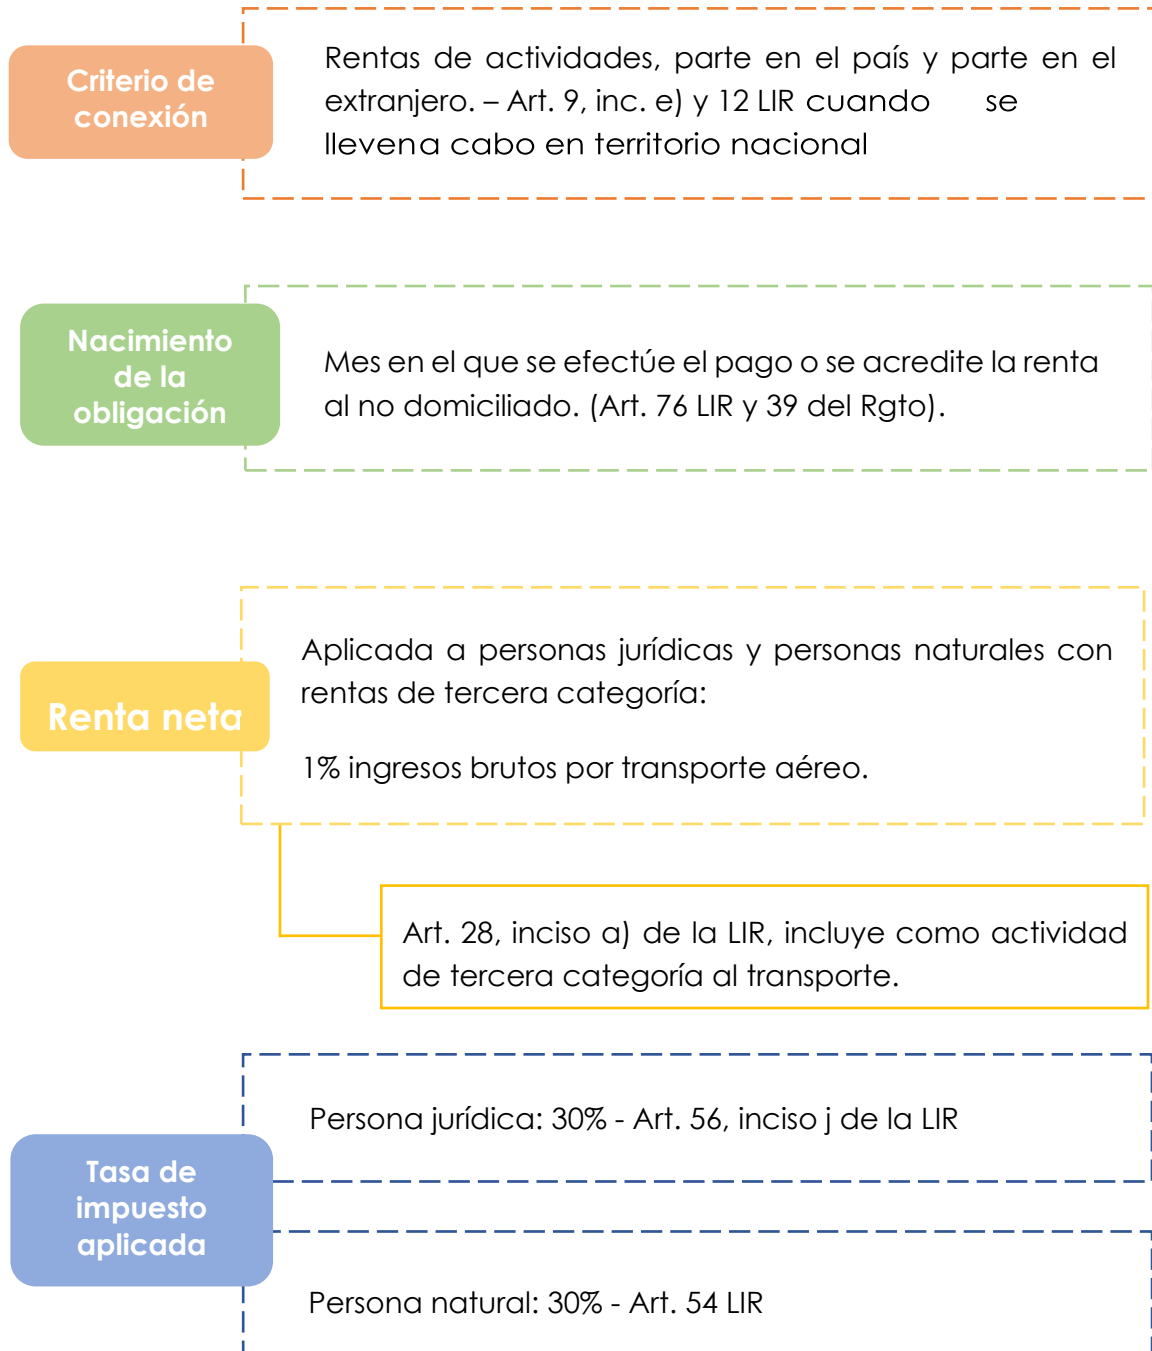 Criterio de
conexión
Rentas de actividades, parte en el país y parte en el
extranjero. – Art. 9, inc. e) y 12 LIR cuando se
llevena cabo en territorio nacional
Nacimiento
de la
obligación
Mes en el que se efectúe el pago o se acredite la renta
al no domiciliado. (Art. 76 LIR y 39 del Rgto).
Renta neta
Aplicada a personas jurídicas y personas naturales con
rentas de tercera categoría:
1% ingresos brutos por transporte aéreo.
Art. 28, inciso a) de la LIR, incluye como actividad
de tercera categoría al transporte.
Tasa de
impuesto
aplicada
Persona jurídica: 30% - Art. 56, inciso j de la LIR
Persona natural: 30% - Art. 54 LIR